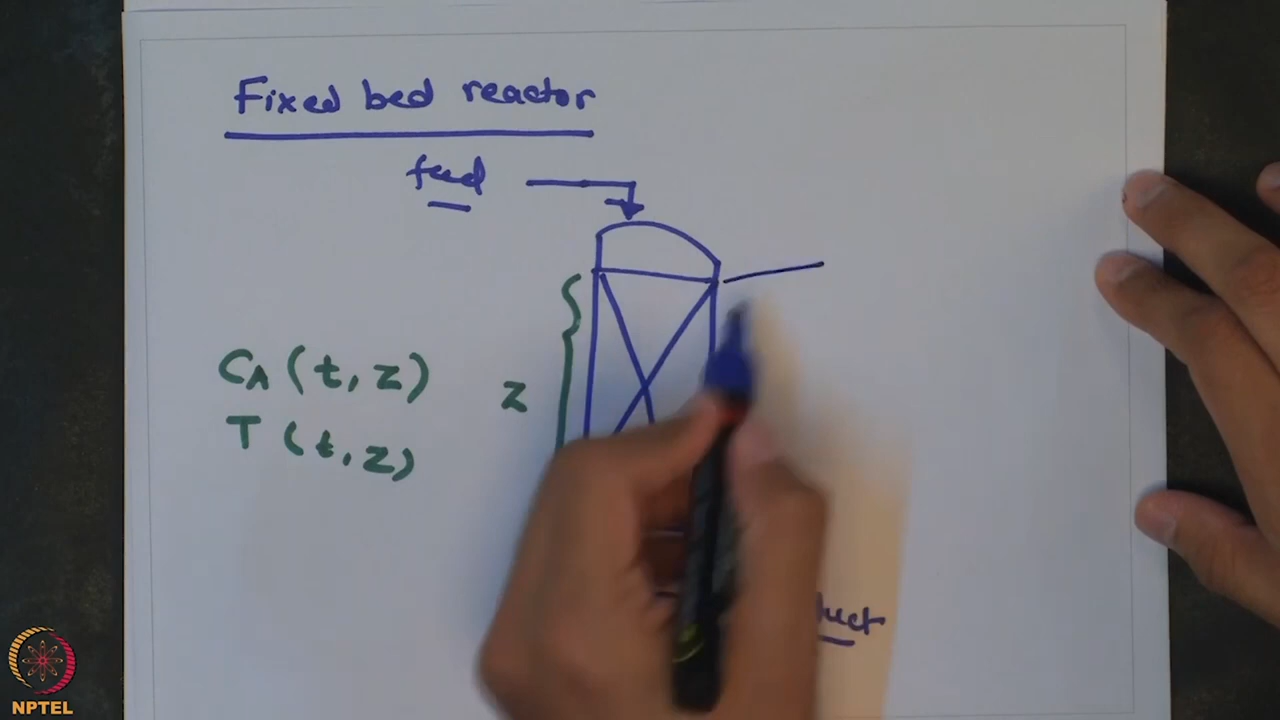 Fixed bed reactor
feed
CA (t, z)
T (t, z)
z
NPTEL